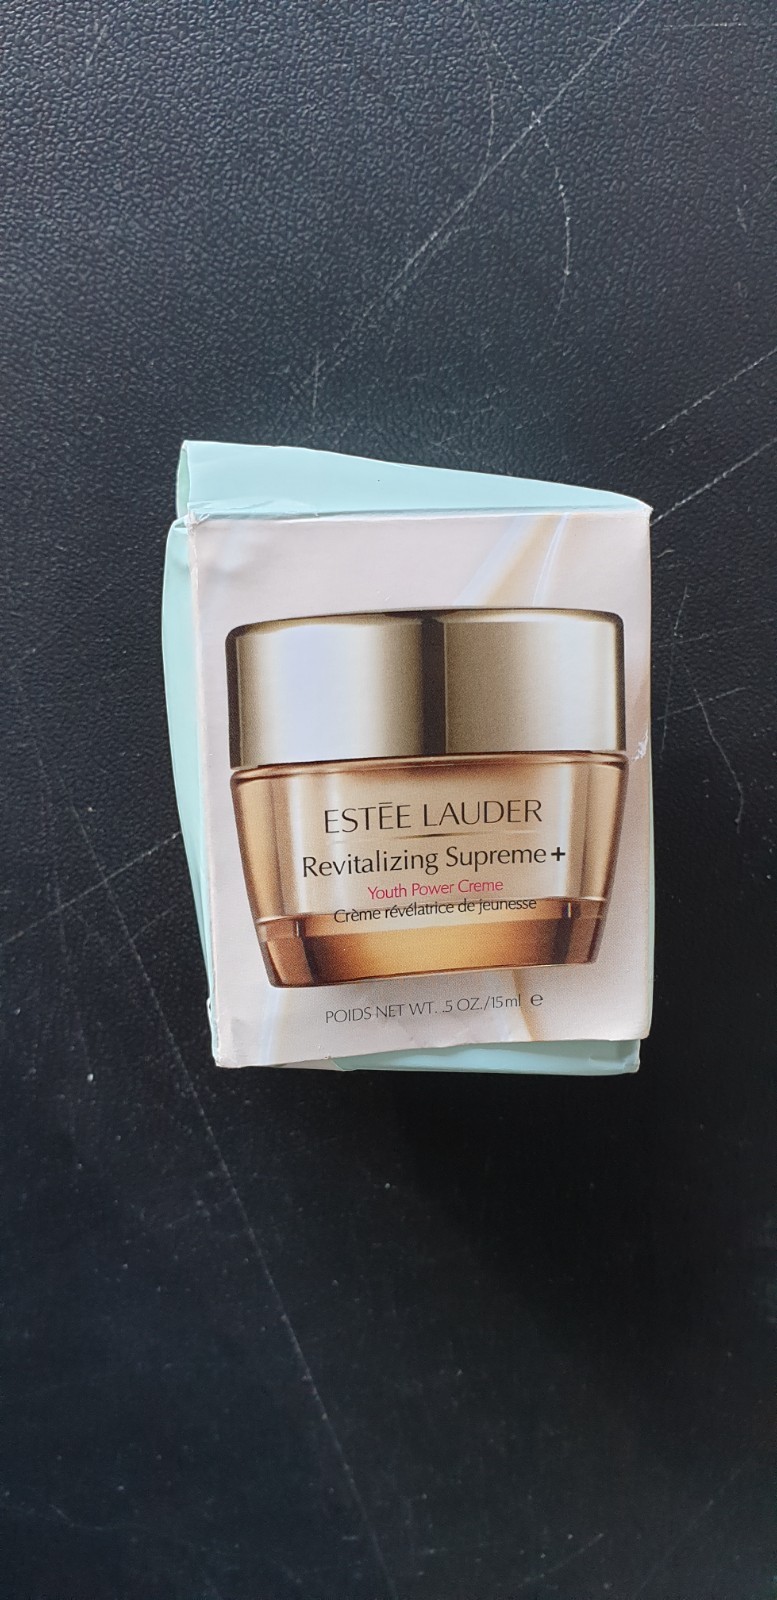 ESTĒE LAUDER
Revitalizing Supreme+
Youth Power Creme
Crème révélatrice de jeunesse
POIDS NET WT. .5 OZ./15ml ℮